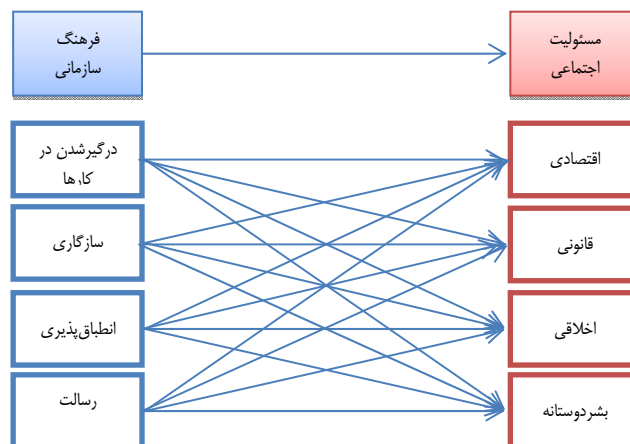 فرهنگ
سازمانی
مسئولیت
اجتماعی
درگیرشدن در
کارها
سازگاری
انطباق‌پذیری
رسالت
اقتصادی
قانونی
اخلاقی
بشردوستانه